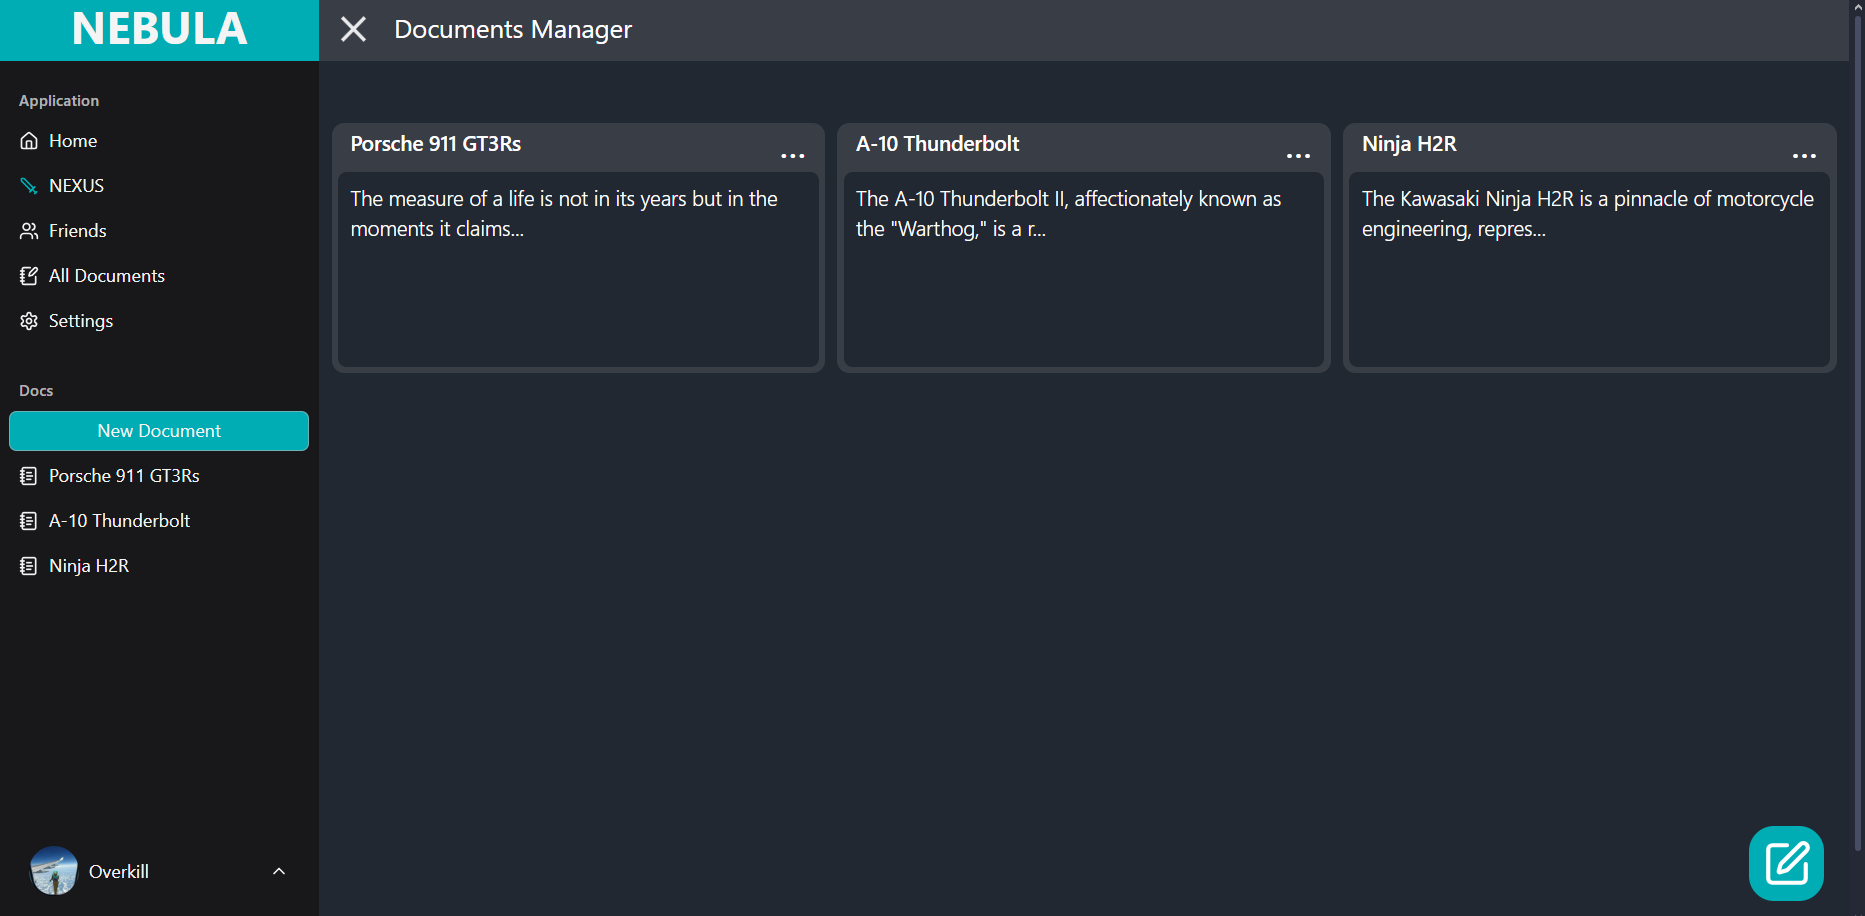 NEBULA
Documents Manager
Application
Home
NEXUS
Friends
All Documents
Settings
Docs
New Document
Porsche 911 GT3Rs
A-10 Thunderbolt
Ninja H2R
Overkill
Porsche 911 GT3Rs
...
The measure of a life is not in its years but in the
moments it claims...
A-10 Thunderbolt
...
The A-10 Thunderbolt II, affectionately known as
the "Warthog," is a r...
Ninja H2R
...
The Kawasaki Ninja H2R is a pinnacle of motorcycle
engineering, repres...